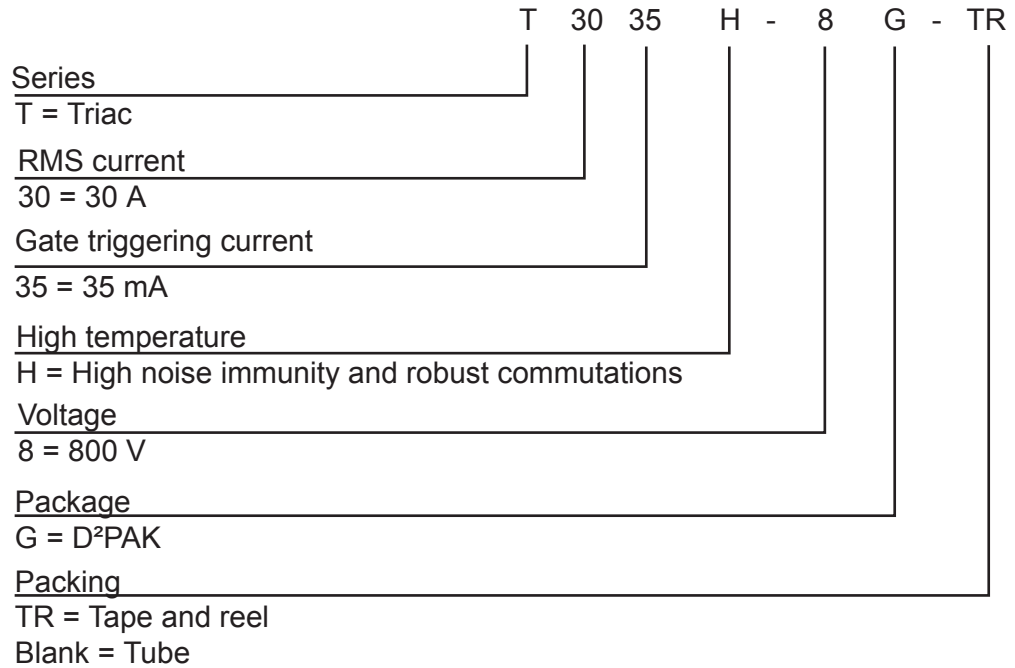 T 30 35 H - 8 G - TR
Series
T = Triac
RMS current
30 = 30 A
Gate triggering current
35 = 35 mA
High temperature
H = High noise immunity and robust commutations
Voltage
8 = 800 V
Package
G = D²PAK
Packing
TR = Tape and reel
Blank = Tube